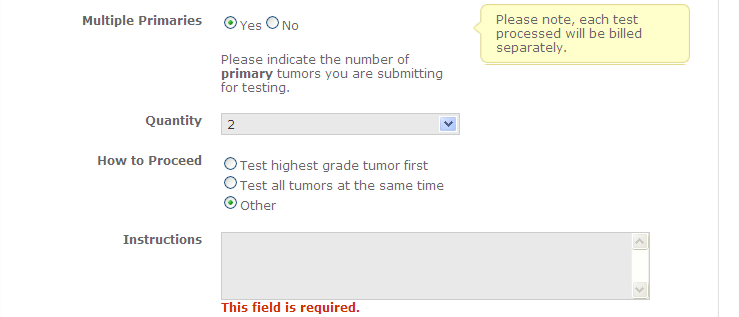 Multiple Primaries
Yes No
Please note, each test
processed will be billed
separately.
Please indicate the number of
primary tumors you are submitting
for testing.
Quantity
2
How to Proceed
Test highest grade tumor first
Test all tumors at the same time
Other
Instructions
This field is required.